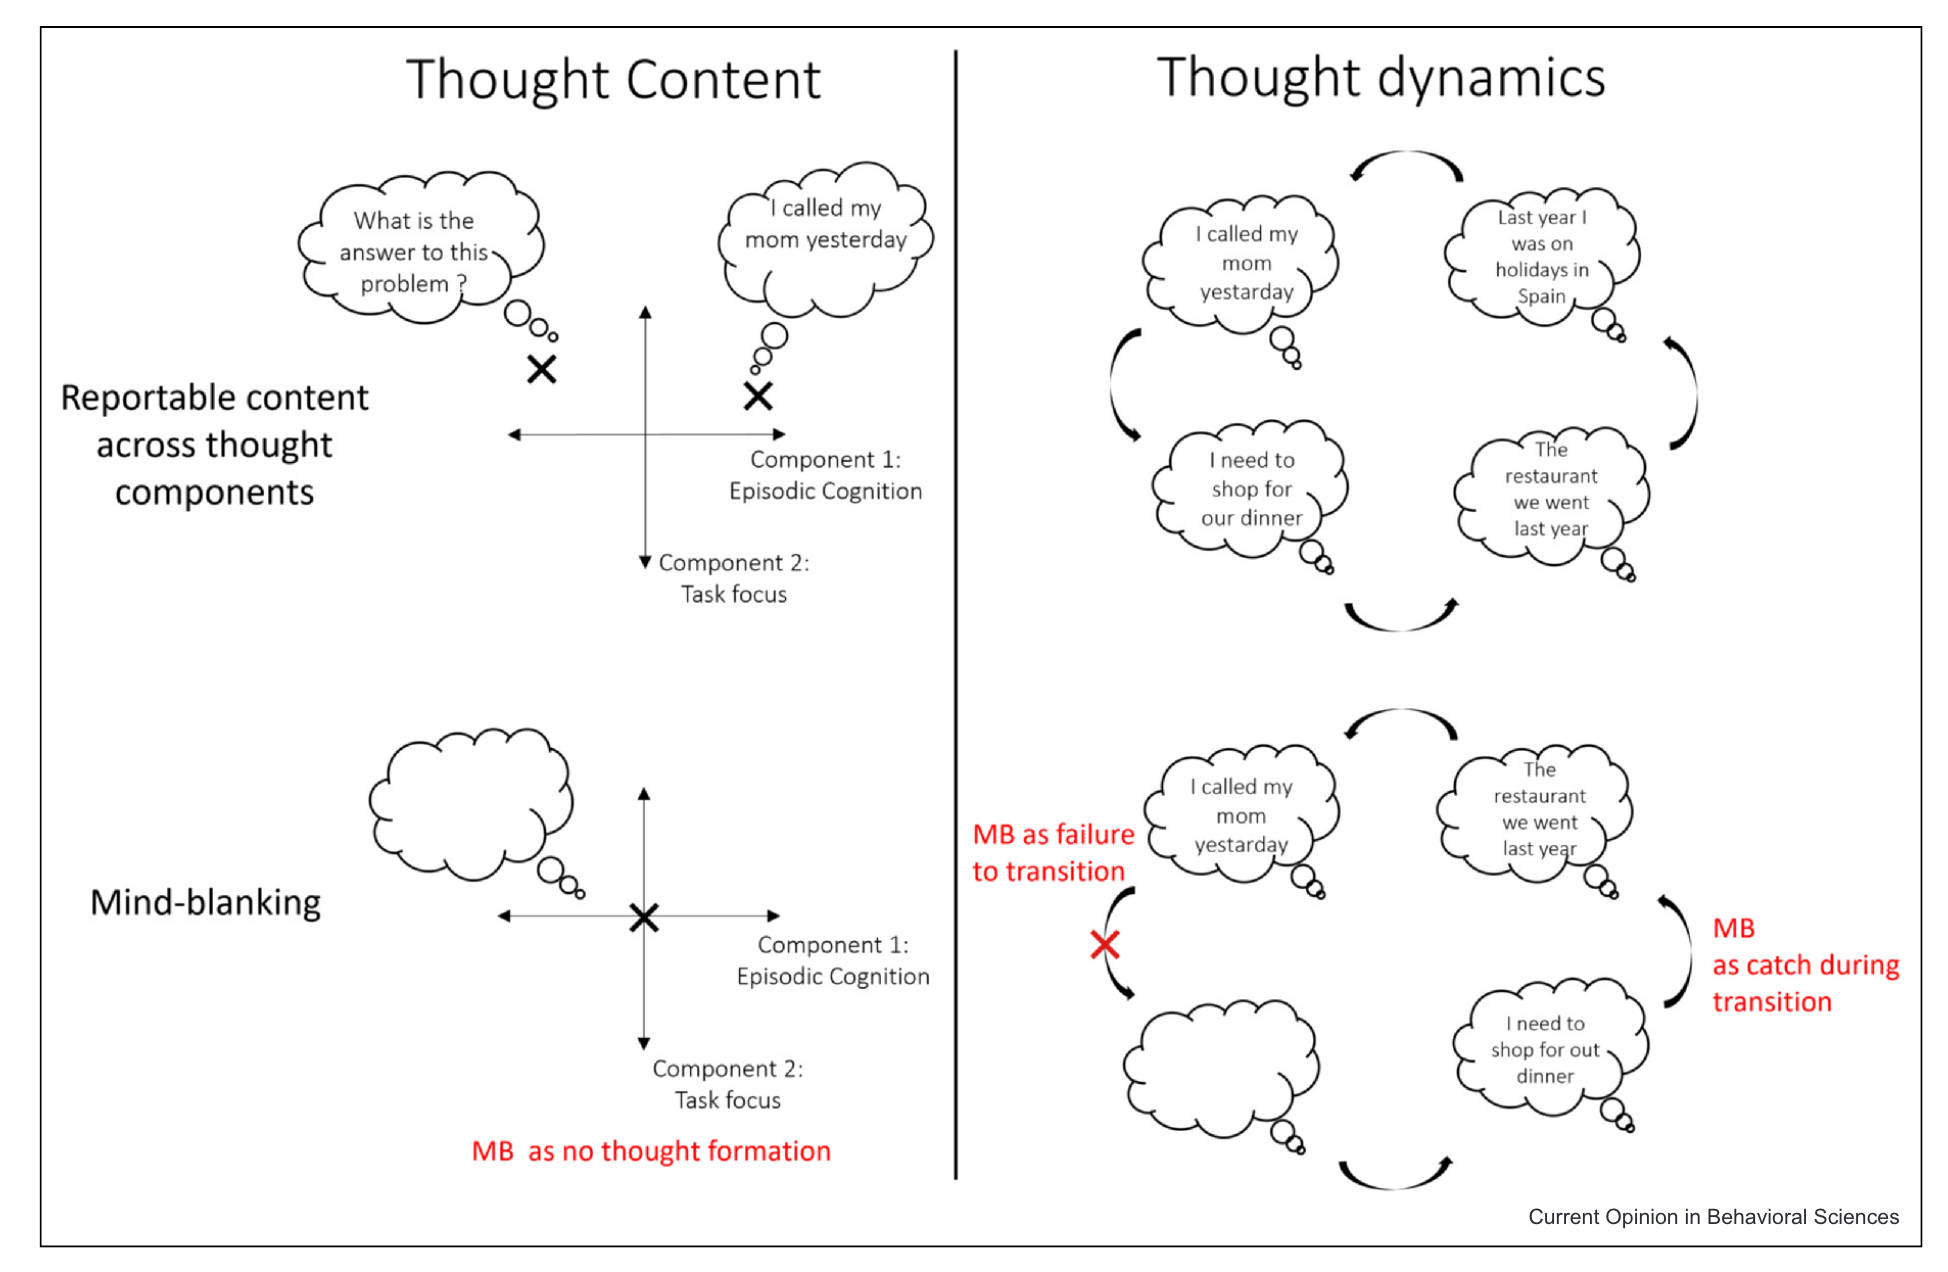 Thought Content
What is the
answer to this
problem ?
I called my
mom yesterday
Reportable content
across thought
components
Component 1:
Episodic Cognition
Component 2:
Task focus
Mind-blanking
Component 1:
Episodic Cognition
Component 2:
Task focus
MB as no thought formation
Thought dynamics
I called my
mom
yestarday
Last year I
was on
holidays in
Spain
I need to
shop for
our dinner
The
restaurant
we went
last year
MB as failure
to transition
I called my
mom
yestarday
The
restaurant
we went
last year
MB
as catch during
transition
I need to
shop for out
dinner
Current Opinion in Behavioral Sciences